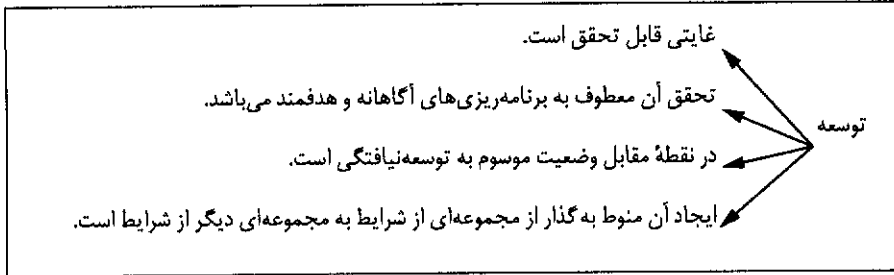 غایتی قابل تحقق است.
تحقق آن معطوف به برنامه‌ریزی‌های آگاهانه و هدفمند می‌باشد.
توسعه
در نقطهٔ مقابل وضعیت موسوم به توسعه‌نیافتگی است.
ایجاد آن منوط به گذار از مجموعه‌ای از شرایط به مجموعه‌ای دیگر از شرایط است.